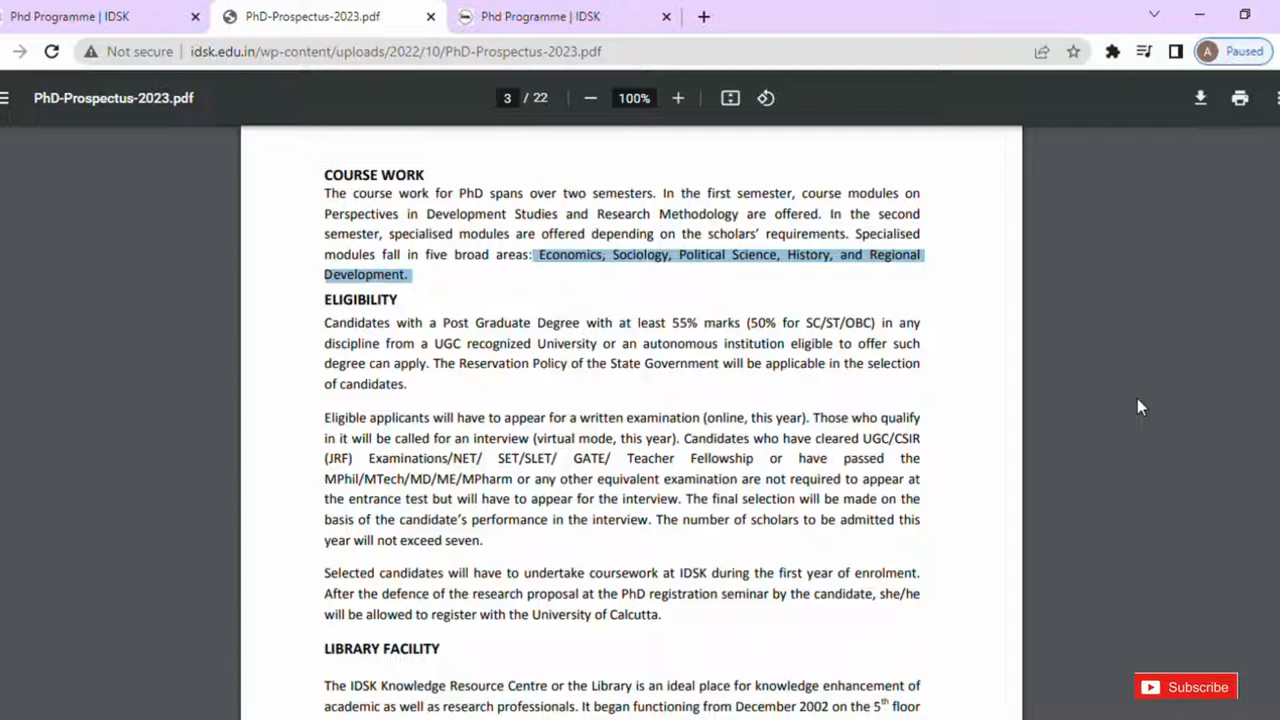 Phd Programme | IDSK
PhD-Prospectus-2023.pdf
Phd Programme | IDSK
Not secure
idsk.edu.in/wp-content/uploads/2022/10/PhD-Prospectus-2023.pdf
A
Paused
PhD-Prospectus-2023.pdf
3 / 22
100%
COURSE WORK
The course work for PhD spans over two semesters. In the first semester, course modules on
Perspectives in Development Studies and Research Methodology are offered. In the second
semester, specialised modules are offered depending on the scholars’ requirements. Specialised
modules fall in five broad areas: Economics, Sociology, Political Science, History, and Regional
Development.
ELIGIBILITY
Candidates with a Post Graduate Degree with at least 55% marks (50% for SC/ST/OBC) in any
discipline from a UGC recognized University or an autonomous institution eligible to offer such
degree can apply. The Reservation Policy of the State Government will be applicable in the selection
of candidates.
Eligible applicants will have to appear for a written examination (online, this year). Those who qualify
in it will be called for an interview (virtual mode, this year). Candidates who have cleared UGC/CSIR
(JRF) Examinations/NET/ SET/SLET/ GATE/ Teacher Fellowship or have passed the
MPhil/MTech/MD/ME/MPharm or any other equivalent examination are not required to appear at
the entrance test but will have to appear for the interview. The final selection will be made on the
basis of the candidate’s performance in the interview. The number of scholars to be admitted this
year will not exceed seven.
Selected candidates will have to undertake coursework at IDSK during the first year of enrolment.
After the defence of the research proposal at the PhD registration seminar by the candidate, she/he
will be allowed to register with the University of Calcutta.
LIBRARY FACILITY
The IDSK Knowledge Resource Centre or the Library is an ideal place for knowledge enhancement of
academic as well as research professionals. It began functioning from December 2002 on the 5th floor
Subscribe